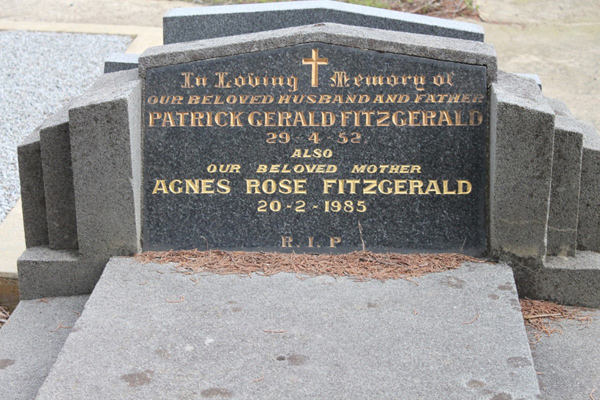 In Loving Memory of
OUR BELOVED HUSBAND AND FATHER
PATRICK GERALD FITZGERALD
29-4-52
ALSO
OUR BELOVED MOTHER
AGNES ROSE FITZGERALD
20-2-1985
R.I.P